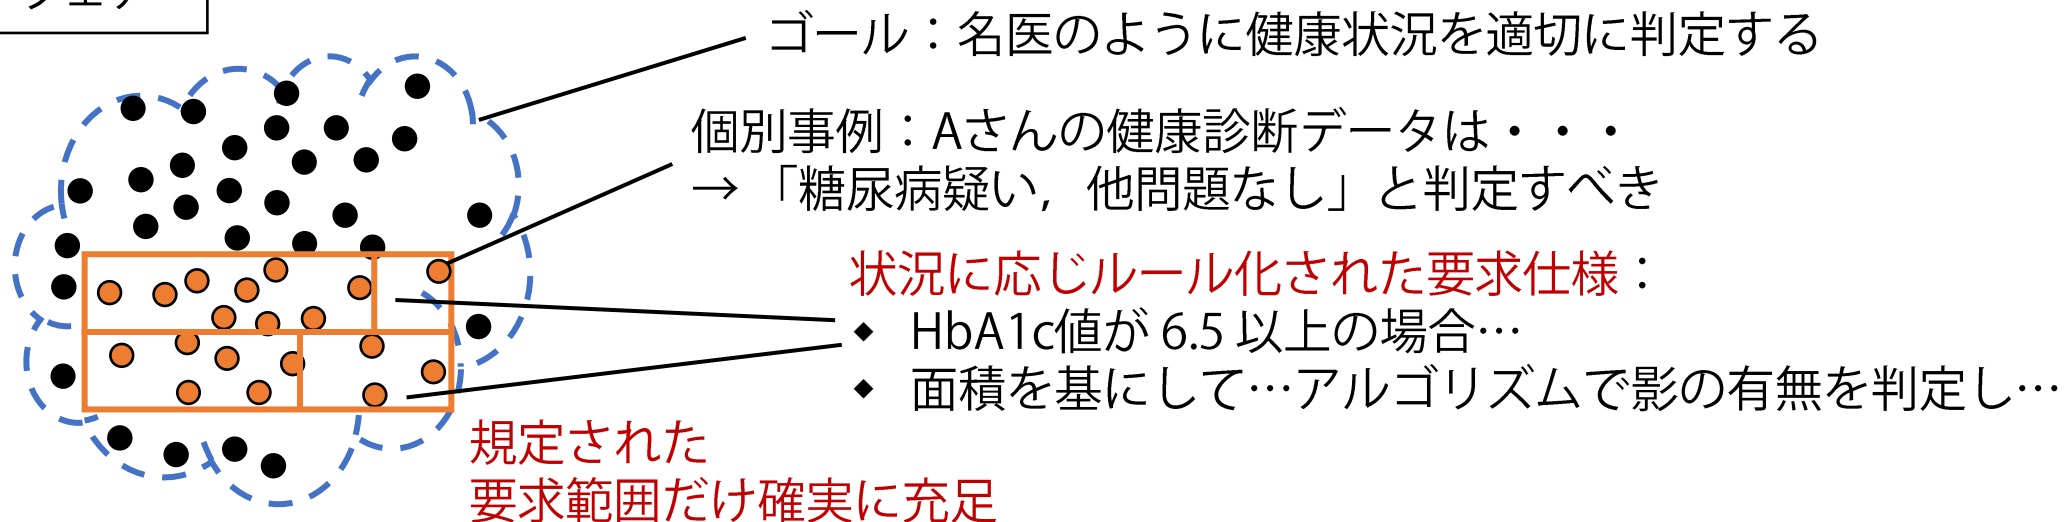 ゴール：名医のように健康状況を適切に判定する
個別事例：Aさんの健康診断データは・・・
→「糖尿病疑い，他問題なし」と判定すべき
状況に応じルール化された要求仕様：
◆ HbA1c値が 6.5 以上の場合…
◆ 面積を基にして…アルゴリズムで影の有無を判定し…
規定された
要求範囲だけ確実に充足